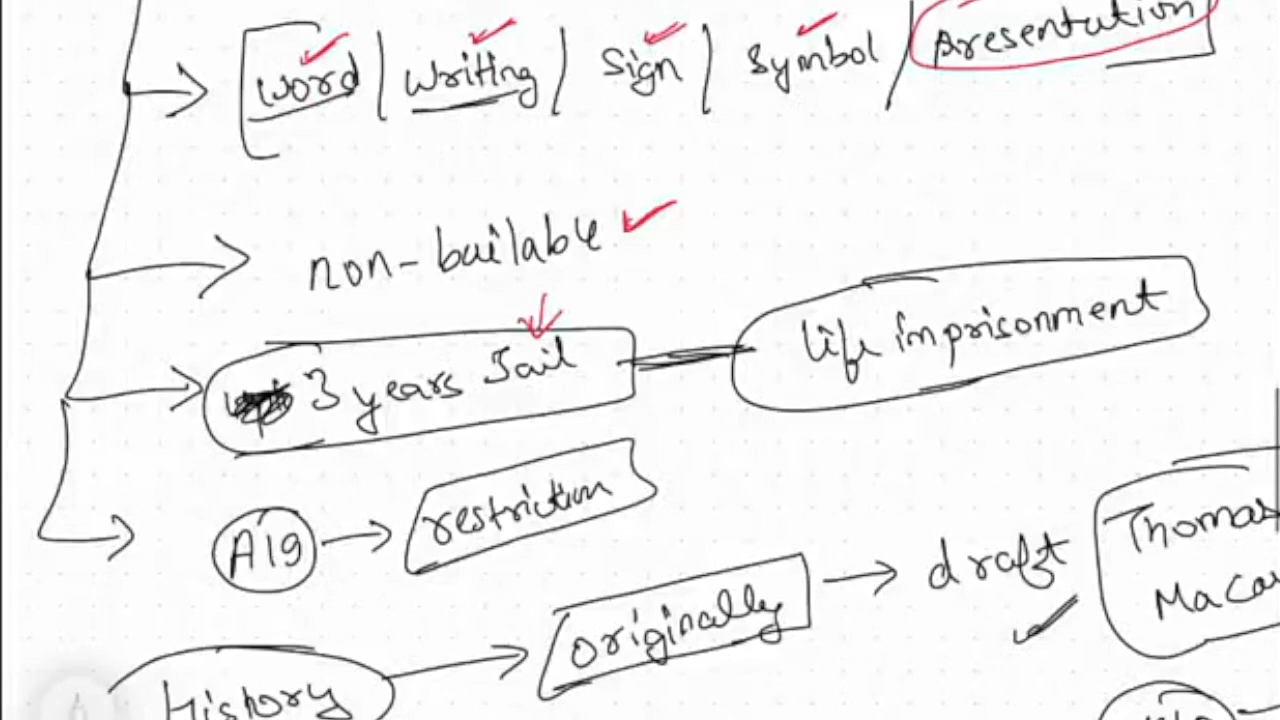 word | writing | sign | symbol | presentation
non-bailable
3 years Jail life imprisonment
A19 restriction
History originally draft Thomas